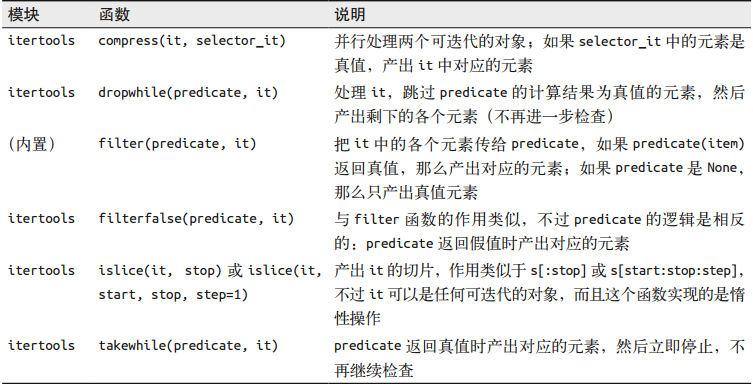 模块 函数 说明
itertools compress(it, selector_it) 并行处理两个可迭代的对象；如果 selector_it 中的元素是
真值，产出 it 中对应的元素
itertools dropwhile(predicate, it) 处理 it，跳过 predicate 的计算结果为真值的元素，然后
产出剩下的各个元素（不再进一步检查）
（内置） filter(predicate, it) 把 it 中的各个元素传给 predicate，如果 predicate(item)
返回真值，那么产出对应的元素；如果 predicate 是 None，
那么只产出真值元素
itertools filterfalse(predicate, it) 与 filter 函数的作用类似，不过 predicate 的逻辑是相反
的：predicate 返回假值时产出对应的元素
itertools islice(it, stop) 或 islice(it, 产出 it 的切片，作用类似于 s[:stop] 或 s[start:stop:step]，
start, stop, step=1) 不过 it 可以是任何可迭代的对象，而且这个函数实现的是惰
性操作
itertools takewhile(predicate, it) predicate 返回真值时产出对应的元素，然后立即停止，不
再继续检查